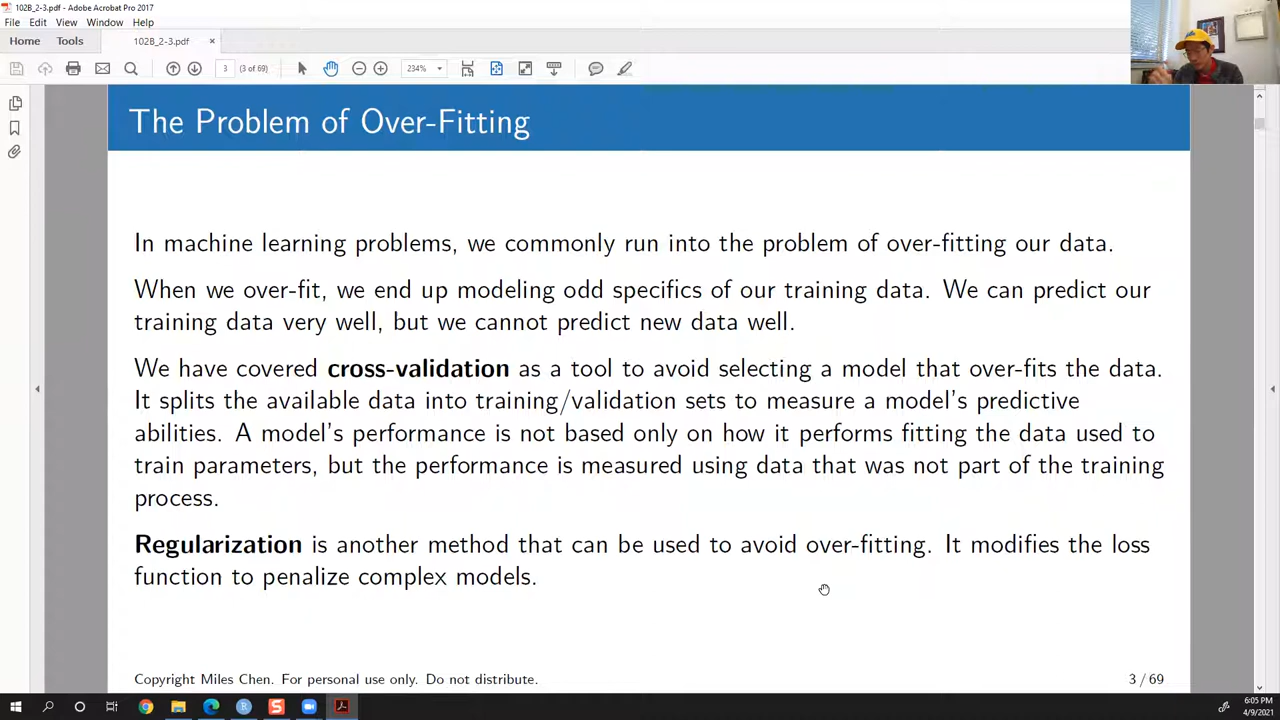 102B_2-3.pdf - Adobe Acrobat Pro 2017
File Edit View Window Help
Home Tools 102B_2-3.pdf ×
3 (3 of 69) 234%
The Problem of Over-Fitting
In machine learning problems, we commonly run into the problem of over-fitting our data.
When we over-fit, we end up modeling odd specifics of our training data. We can predict our
training data very well, but we cannot predict new data well.
We have covered cross-validation as a tool to avoid selecting a model that over-fits the data.
It splits the available data into training/validation sets to measure a model's predictive
abilities. A model's performance is not based only on how it performs fitting the data used to
train parameters, but the performance is measured using data that was not part of the training
process.
Regularization is another method that can be used to avoid over-fitting. It modifies the loss
function to penalize complex models.
Copyright Miles Chen. For personal use only. Do not distribute. 3 / 69
6:05 PM
4/9/2021